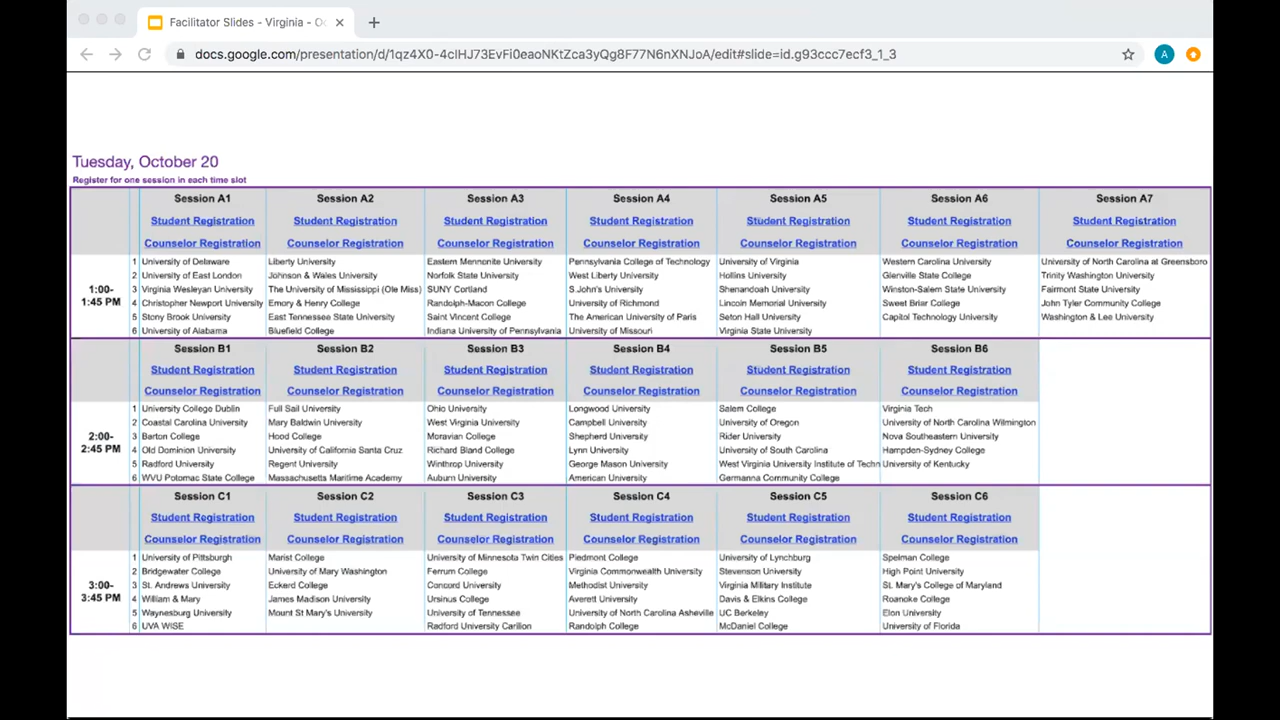 Facilitator Slides - Virginia - Oc
docs.google.com/presentation/d/1qz4X0-4cIHJ73EvFi0eaoNKtZca3yQg8F77N6nXNJoA/edit#slide=id.g93ccc7ecf3_1_3
A
Tuesday, October 20
Register for one session in each time slot
Session A1 Session A2 Session A3 Session A4 Session A5 Session A6 Session A7
Student Registration Student Registration Student Registration Student Registration Student Registration Student Registration Student Registration
Counselor Registration Counselor Registration Counselor Registration Counselor Registration Counselor Registration Counselor Registration Counselor Registration
1:00-
1:45 PM
1 University of Delaware Liberty University Eastern Mennonite University Pennsylvania College of Technology University of Virginia Western Carolina University University of North Carolina at Greensboro
2 University of East London Johnson & Wales University Norfolk State University West Liberty University Hollins University Glenville State College Trinity Washington University
3 Virginia Wesleyan University The University of Mississippi (Ole Miss) SUNY Cortland S.John's University Shenandoah University Winston-Salem State University Fairmont State University
4 Christopher Newport University Emory & Henry College Randolph-Macon College University of Richmond Lincoln Memorial University Sweet Briar College John Tyler Community College
5 Stony Brook University East Tennessee State University Saint Vincent College The American University of Paris Seton Hall University Capitol Technology University Washington & Lee University
6 University of Alabama Bluefield College Indiana University of Pennsylvania University of Missouri Virginia State University
Session B1 Session B2 Session B3 Session B4 Session B5 Session B6
Student Registration Student Registration Student Registration Student Registration Student Registration Student Registration
Counselor Registration Counselor Registration Counselor Registration Counselor Registration Counselor Registration Counselor Registration
2:00-
2:45 PM
1 University College Dublin Full Sail University Ohio University Longwood University Salem College Virginia Tech
2 Coastal Carolina University Mary Baldwin University West Virginia University Campbell University University of Oregon University of North Carolina Wilmington
3 Barton College Hood College Moravian College Shepherd University Rider University Nova Southeastern University
4 Old Dominion University University of California Santa Cruz Richard Bland College Lynn University University of South Carolina Hampden-Sydney College
5 Radford University Regent University Winthrop University George Mason University West Virginia University Institute of Techn University of Kentucky
6 WVU Potomac State College Massachusetts Maritime Academy Auburn University American University Germanna Community College
Session C1 Session C2 Session C3 Session C4 Session C5 Session C6
Student Registration Student Registration Student Registration Student Registration Student Registration Student Registration
Counselor Registration Counselor Registration Counselor Registration Counselor Registration Counselor Registration Counselor Registration
3:00-
3:45 PM
1 University of Pittsburgh Marist College University of Minnesota Twin Cities Piedmont College University of Lynchburg Spelman College
2 Bridgewater College University of Mary Washington Ferrum College Virginia Commonwealth University Stevenson University High Point University
3 St. Andrews University Eckerd College Concord University Methodist University Virginia Military Institute St. Mary's College of Maryland
4 William & Mary James Madison University Ursinus College Averett University Davis & Elkins College Roanoke College
5 Waynesburg University Mount St Mary's University University of Tennessee University of North Carolina Asheville UC Berkeley Elon University
6 UVA WISE Radford University Carilion Randolph College McDaniel College University of Florida